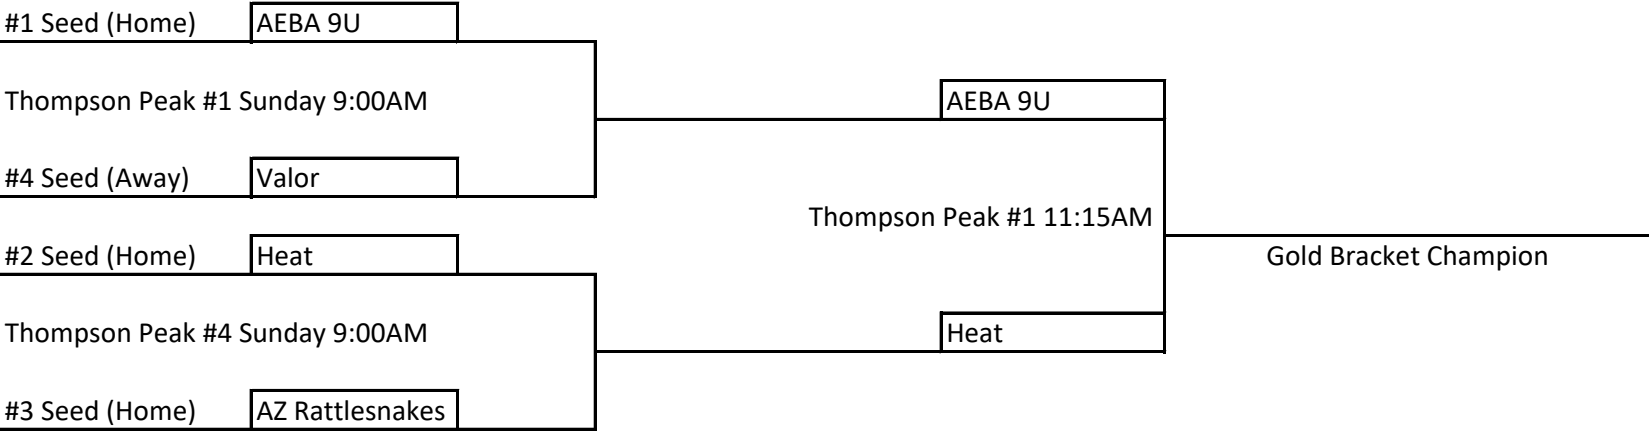 #1 Seed (Home) AEBA 9U
Thompson Peak #1 Sunday 9:00AM
AEBA 9U
#4 Seed (Away) Valor
Thompson Peak #1 11:15AM
#2 Seed (Home) Heat
Gold Bracket Champion
Thompson Peak #4 Sunday 9:00AM
Heat
#3 Seed (Home) AZ Rattlesnakes